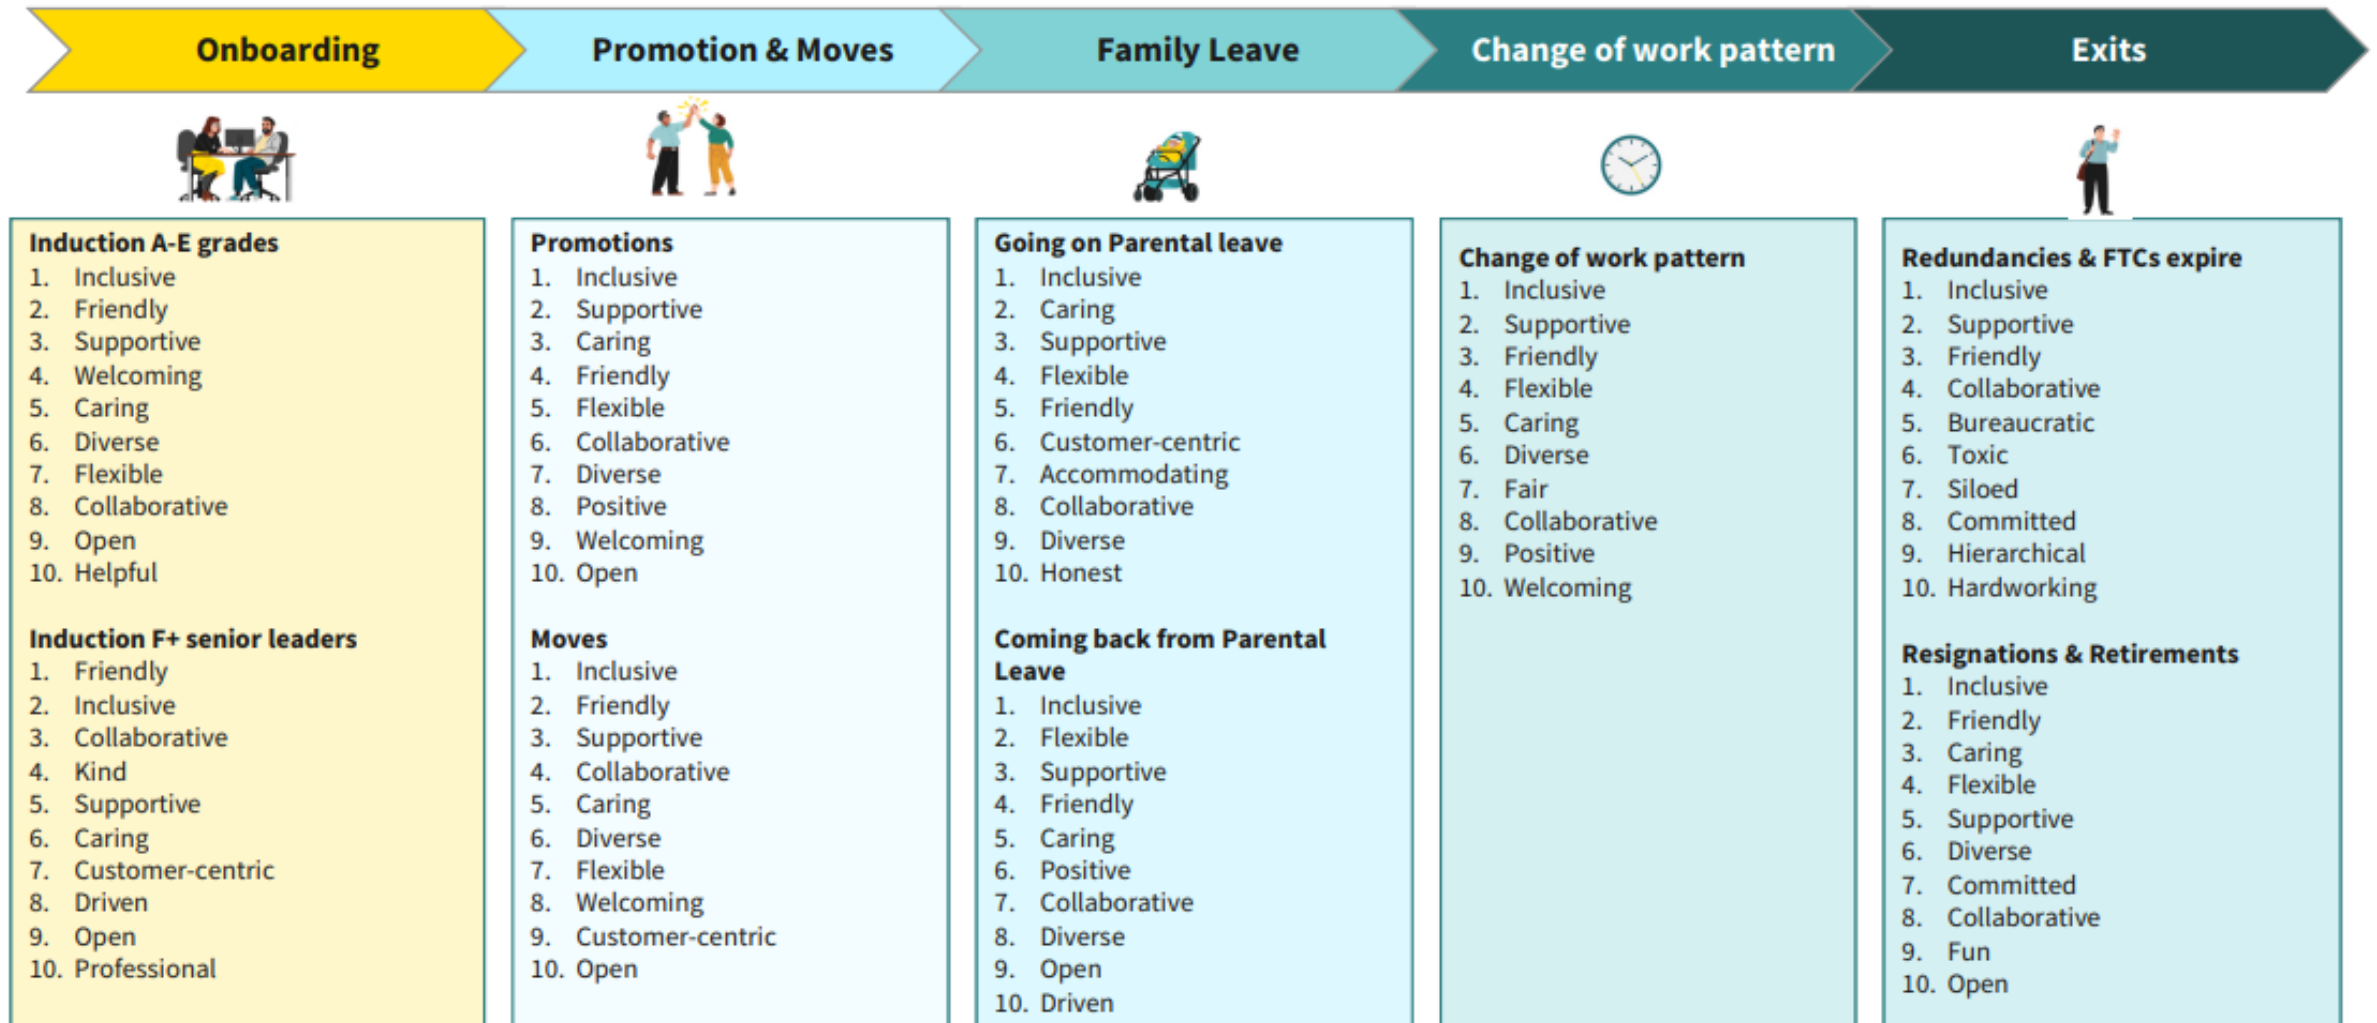 Onboarding
Promotion & Moves
Family Leave
Change of work pattern
Exits
Induction A-E grades
1. Inclusive
2. Friendly
3. Supportive
4. Welcoming
5. Caring
6. Diverse
7. Flexible
8. Collaborative
9. Open
10. Helpful
Induction F+ senior leaders
1. Friendly
2. Inclusive
3. Collaborative
4. Kind
5. Supportive
6. Caring
7. Customer-centric
8. Driven
9. Open
10. Professional
Promotions
1. Inclusive
2. Supportive
3. Caring
4. Friendly
5. Flexible
6. Collaborative
7. Diverse
8. Positive
9. Welcoming
10. Open
Moves
1. Inclusive
2. Friendly
3. Supportive
4. Collaborative
5. Caring
6. Diverse
7. Flexible
8. Welcoming
9. Customer-centric
10. Open
Going on Parental leave
1. Inclusive
2. Caring
3. Supportive
4. Flexible
5. Friendly
6. Customer-centric
7. Accommodating
8. Collaborative
9. Diverse
10. Honest
Coming back from Parental
Leave
1. Inclusive
2. Flexible
3. Supportive
4. Friendly
5. Caring
6. Positive
7. Collaborative
8. Diverse
9. Open
10. Driven
Change of work pattern
1. Inclusive
2. Supportive
3. Friendly
4. Flexible
5. Caring
6. Diverse
7. Fair
8. Collaborative
9. Positive
10. Welcoming
Redundancies & FTCs expire
1. Inclusive
2. Supportive
3. Friendly
4. Collaborative
5. Bureaucratic
6. Toxic
7. Siloed
8. Committed
9. Hierarchical
10. Hardworking
Resignations & Retirements
1. Inclusive
2. Friendly
3. Caring
4. Flexible
5. Supportive
6. Diverse
7. Committed
8. Collaborative
9. Fun
10. Open